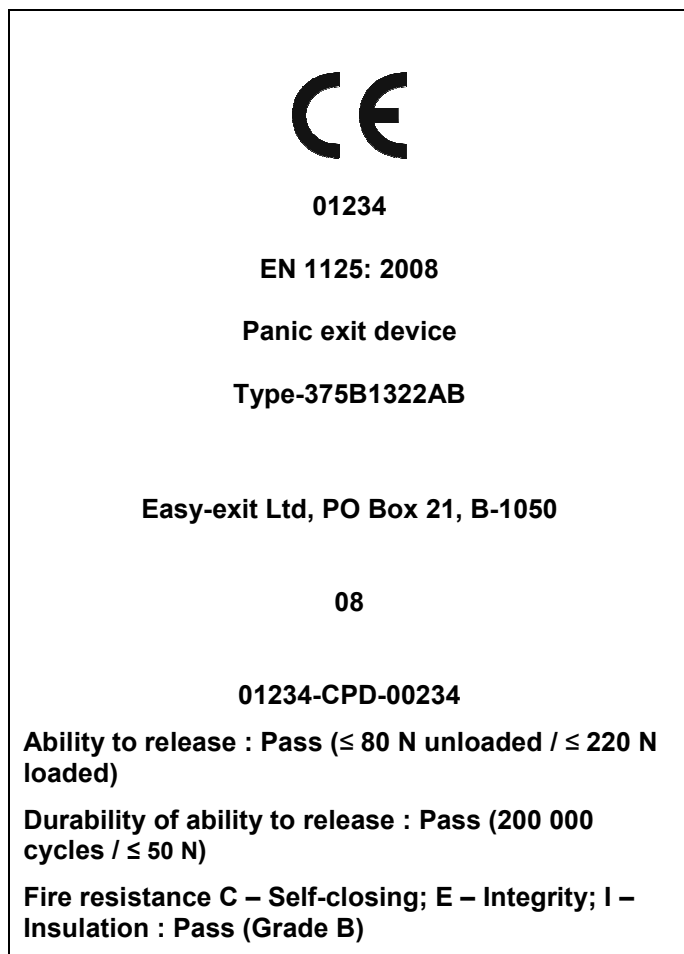 CE
01234
EN 1125: 2008
Panic exit device
Type-375B1322AB
Easy-exit Ltd, PO Box 21, B-1050
08
01234-CPD-00234
Ability to release : Pass (≤ 80 N unloaded / ≤ 220 N
loaded)
Durability of ability to release : Pass (200 000
cycles / ≤ 50 N)
Fire resistance C – Self-closing; E – Integrity; I –
Insulation : Pass (Grade B)